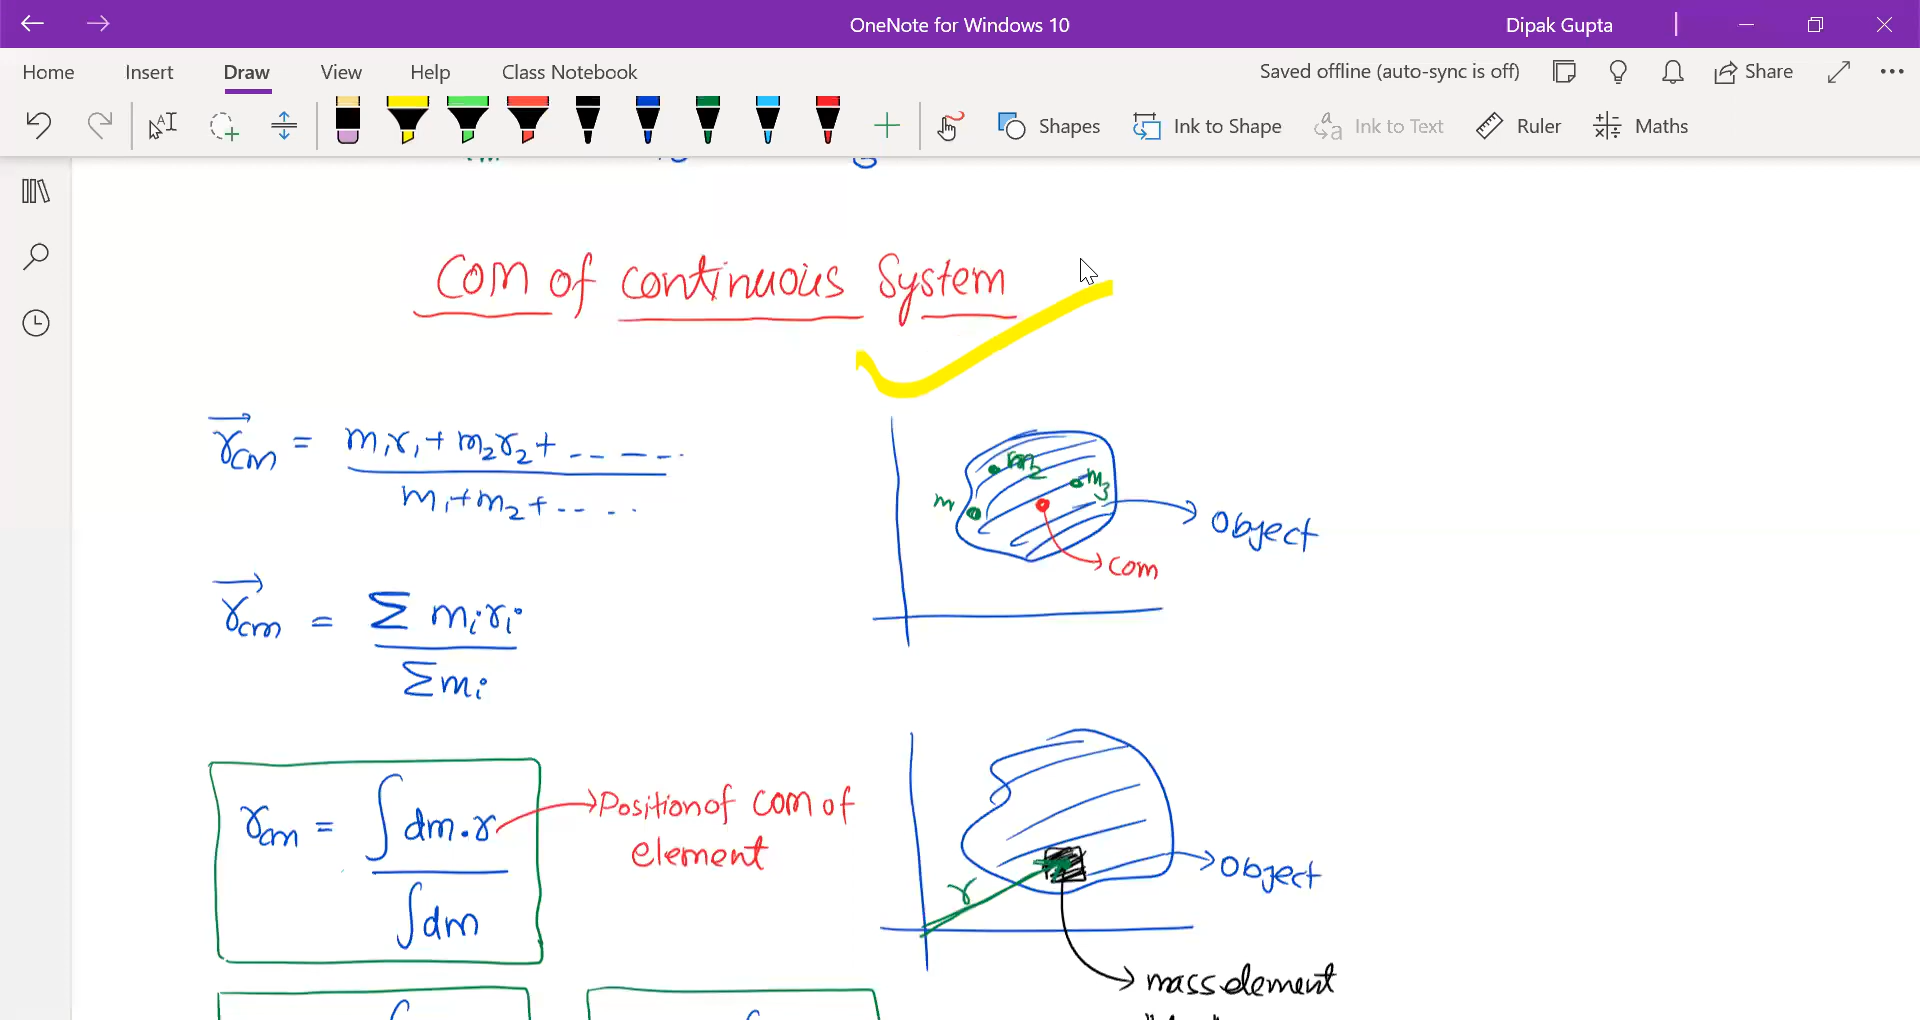 OneNote for Windows 10
Dipak Gupta
Home Insert Draw View Help Class Notebook
Saved offline (auto-sync is off) Share
Shapes Ink to Shape Ink to Text Ruler Maths
COM of continuous System
r⃗cm = m₁r₁ + m₂r₂ + ------
m₁ + m₂ + ----
m m₂ m₃
Object
com
r⃗cm = Σ mᵢrᵢ
Σmᵢ
rcm = ∫ dm.r
∫dm
Position of COM of
element
r
Object
mass element